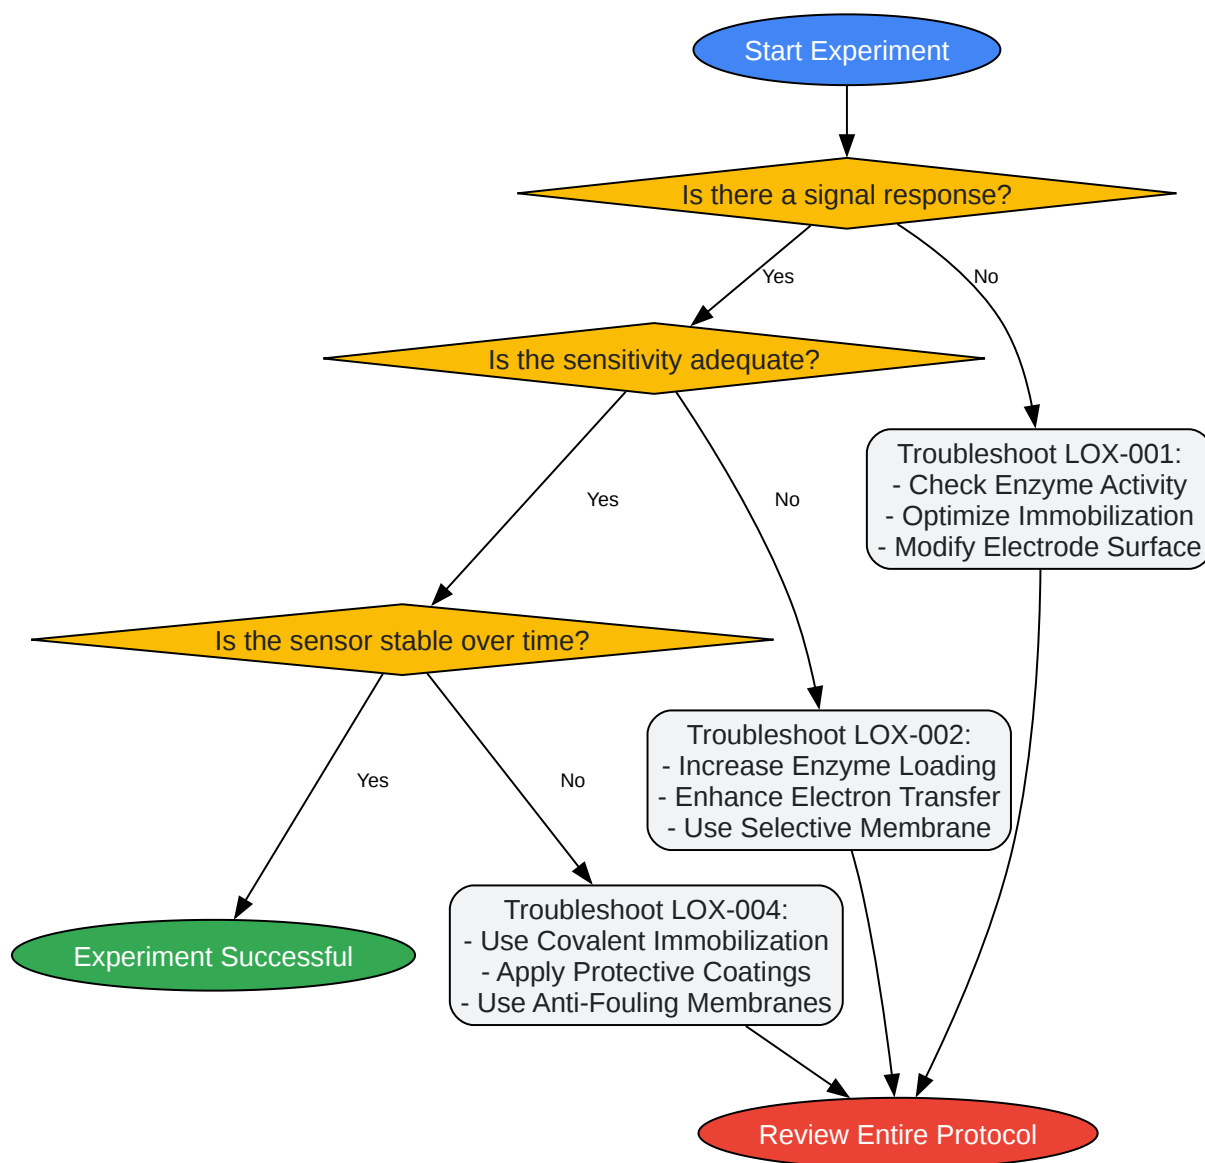 Start Experiment
Is there a signal response?
Yes
No
Is the sensitivity adequate?
Troubleshoot LOX-001:
- Check Enzyme Activity
- Optimize Immobilization
- Modify Electrode Surface
Yes
No
Is the sensor stable over time?
Troubleshoot LOX-002:
- Increase Enzyme Loading
- Enhance Electron Transfer
- Use Selective Membrane
Yes
No
Troubleshoot LOX-004:
- Use Covalent Immobilization
- Apply Protective Coatings
- Use Anti-Fouling Membranes
Experiment Successful
Review Entire Protocol